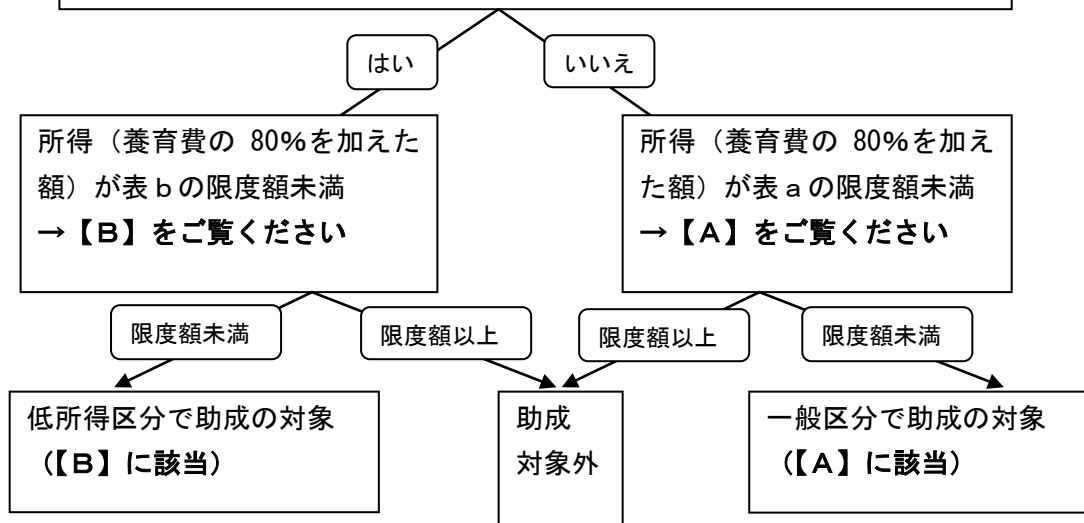 はい
いいえ
所得(養育費の 80%を加えた
額)が表bの限度額未満
→【B】をご覧ください
所得(養育費の 80%を加え
た額)が表aの限度額未満
→【A】をご覧ください
限度額未満
限度額以上
限度額以上
限度額未満
低所得区分で助成の対象
(【B】に該当)
助成
対象外
一般区分で助成の対象
(【A】に該当)